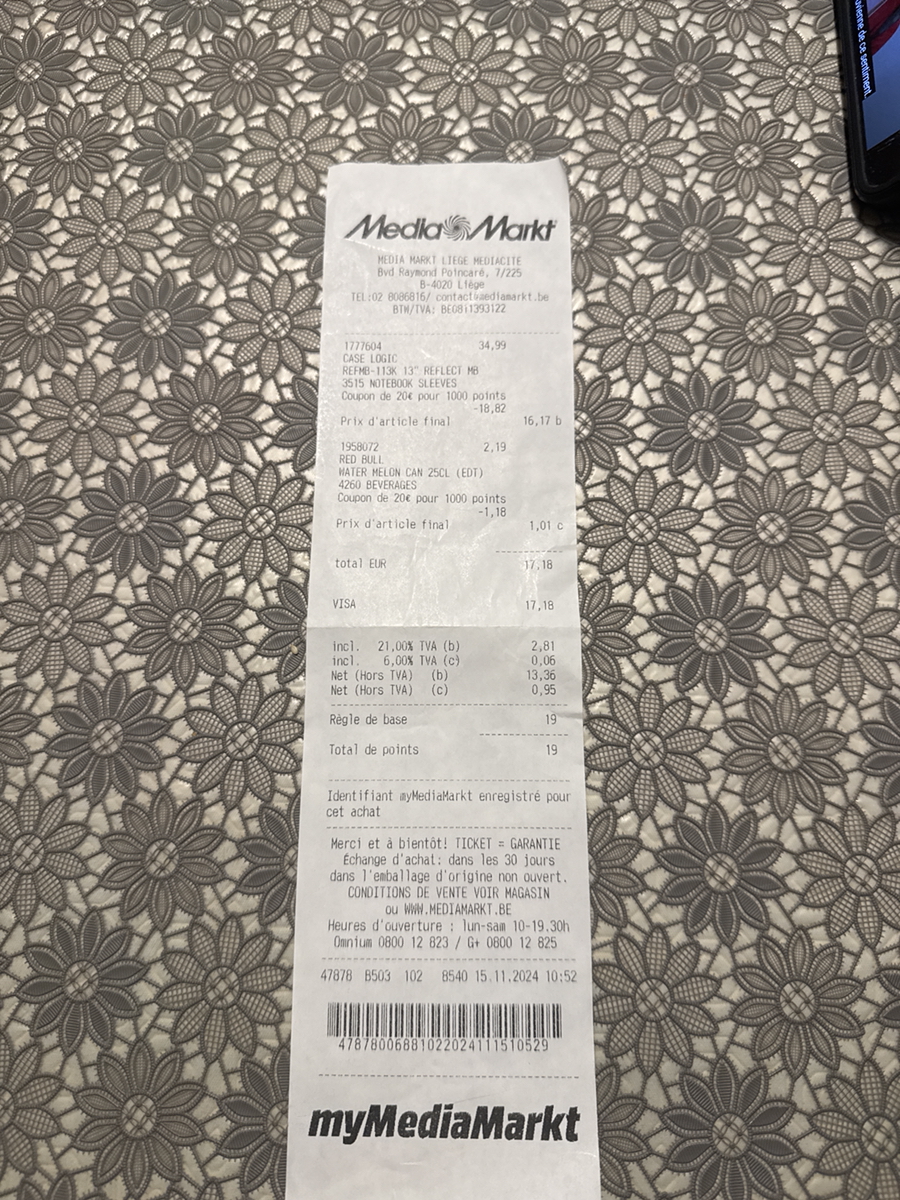 avienne de ce sentiment.
Media Markt
MEDIA MARKT LIEGE MEDIACITE
Bvd Raymond Poincaré, 7/225
B-4020 Liége
TEL:02 8086816/ contact@mediamarkt.be
BTW/TVA: BE0811993122
1777604 34,99
CASE LOGIC
REFMB-113K 13" REFLECT MB
3515 NOTEBOOK SLEEVES
Coupon de 20€ pour 1000 points
-18,82
Prix d'article final 16,17 b
1958072 2,19
RED BULL
WATER MELON CAN 25CL (EDT)
4260 BEVERAGES
Coupon de 20€ pour 1000 points
-1,18
Prix d'article final 1,01 c
total EUR 17,18
VISA 17,18
incl. 21,00% TVA (b) 2,81
incl. 6,00% TVA (c) 0,06
Net (Hors TVA) (b) 13,36
Net (Hors TVA) (c) 0,95
Règle de base 19
Total de points 19
Identifiant myMediaMarkt enregistré pour
cet achat
Merci et à bientôt! TICKET = GARANTIE
Échange d'achat: dans les 30 jours
dans l'emballage d'origine non ouvert.
CONDITIONS DE VENTE VOIR MAGASIN
ou WWW.MEDIAMARKT.BE
Heures d'ouverture : lun-sam 10-19.30h
Omnium 0800 12 823 / G+ 0800 12 825
47878 B503 102 8540 15.11.2024 10:52
47878006881022024111510529
myMediaMarkt